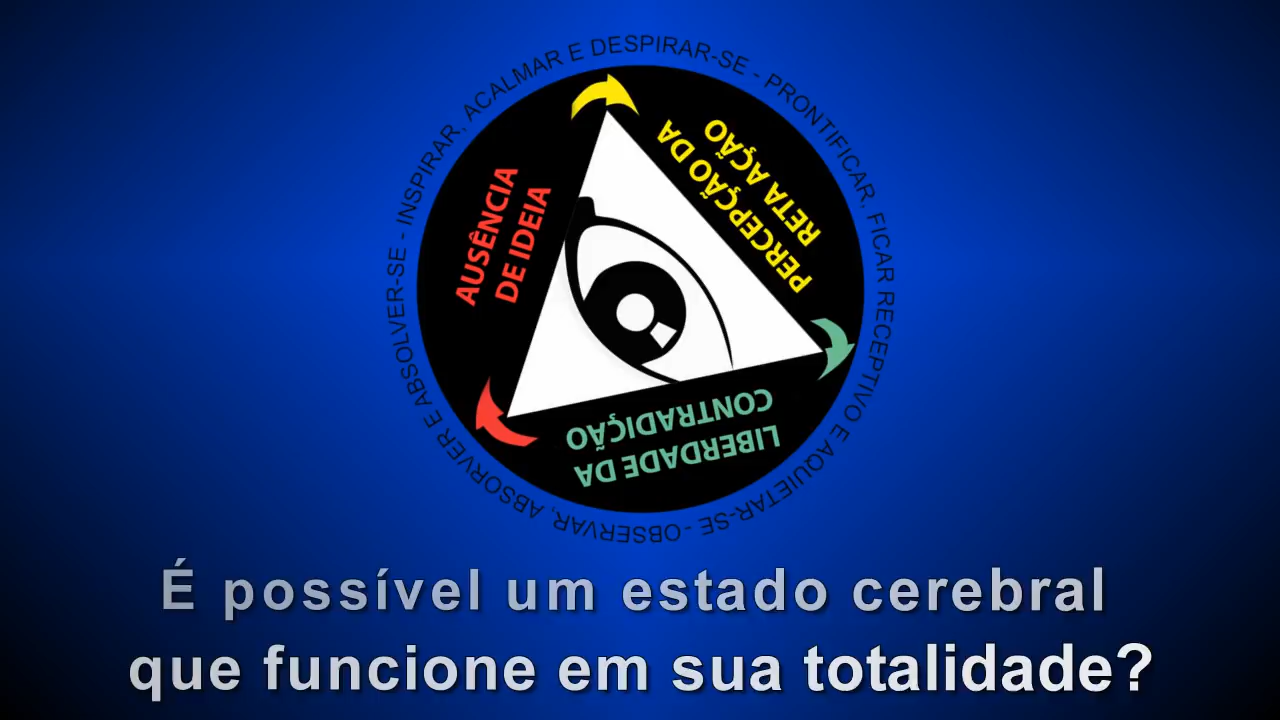 INSPIRAR, ACALMAR E DESPIRAR-SE - PRONTIFICAR, FICAR RECEPTIVO E AQUIETAR-SE - OBSERVAR, ABSORVER E ABSOLVER-SE -
AUSÊNCIA
DE IDEIA
PERCEPÇÃO DA
RETA AÇÃO
LIBERDADE DA
CONTRADIÇÃO
É possível um estado cerebral
que funcione em sua totalidade?